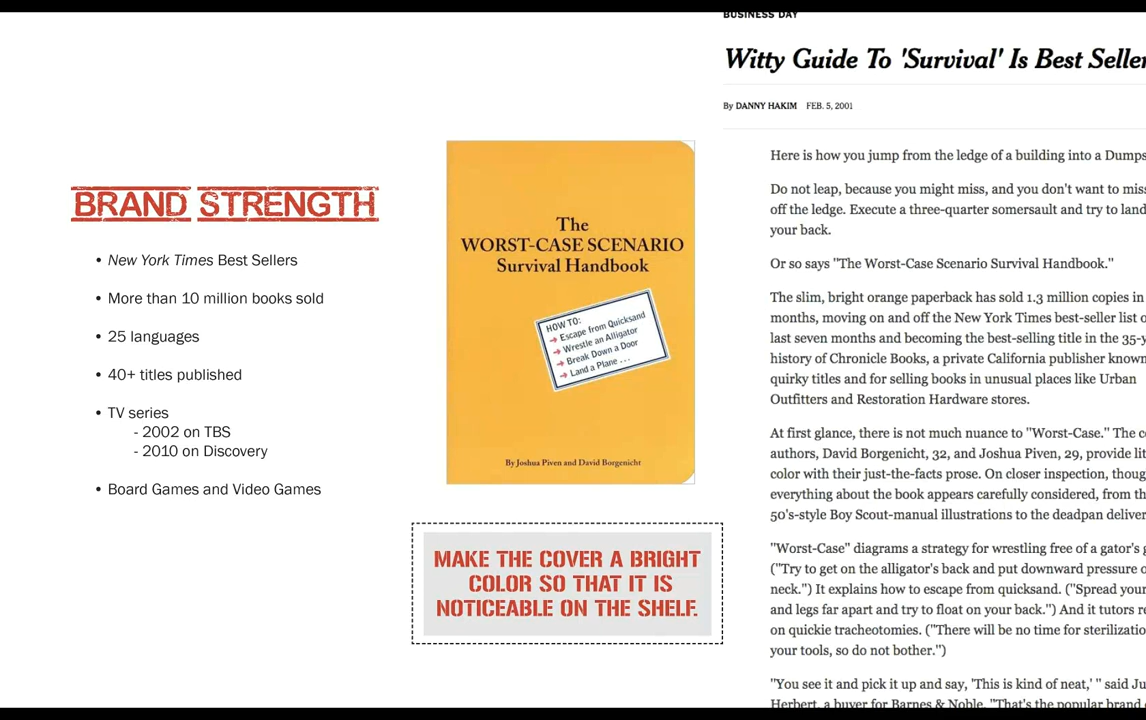 BRAND STRENGTH
• New York Times Best Sellers
• More than 10 million books sold
• 25 languages
• 40+ titles published
• TV series
- 2002 on TBS
- 2010 on Discovery
• Board Games and Video Games
The
WORST-CASE SCENARIO
Survival Handbook
HOW TO:
→ Escape from Quicksand
→ Wrestle an Alligator
→ Break Down a Door
→ Land a Plane ...
By Joshua Piven and David Borgenicht
MAKE THE COVER A BRIGHT
COLOR SO THAT IT IS
NOTICEABLE ON THE SHELF.
BUSINESS DAY
Witty Guide To 'Survival' Is Best
By DANNY HAKIM FEB. 5, 2001
Here is how you jump from the ledge of a building into a
Do not leap, because you might miss, and you don't want to
off the ledge. Execute a three-quarter somersault and try to land
your back.
Or so says "The Worst-Case Scenario Survival Handbook."
The slim, bright orange paperback has sold 1.3 million copies in
months, moving on and off the New York Times best-seller list
last seven months and becoming the best-selling title in the
history of Chronicle Books, a private California publisher known
quirky titles and for selling books in unusual places like Urban
Outfitters and Restoration Hardware stores.
At first glance, there is not much nuance to "Worst-Case." The
authors, David Borgenicht, 32, and Joshua Piven, 29, provide
color with their just-the-facts prose. On closer inspection,
everything about the book appears carefully considered, from
50's-style Boy Scout-manual illustrations to the deadpan
"Worst-Case" diagrams a strategy for wrestling free of a gator's
("Try to get on the alligator's back and put downward pressure
neck.") It explains how to escape from quicksand. ("Spread your
and legs far apart and try to float on your back.") And it tutors
on quickie tracheotomies. ("There will be no time for
your tools, so do not bother.")
"You see it and pick it up and say, 'This is kind of neat,' " said
Herbert, a buyer for Barnes & Noble. "That's the popular brand